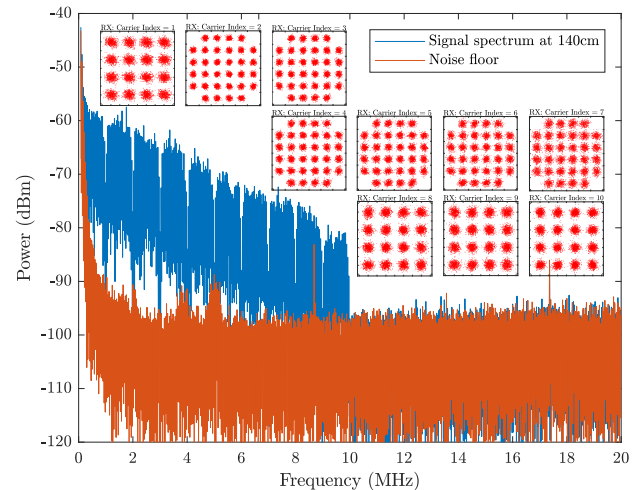 -40
-50
-60
-70
-80
-90
-100
-110
-120
Power (dBm)
RX: Carrier Index = 1
RX: Carrier Index = 2
RX: Carrier Index = 3
Signal spectrum at 140cm
Noise floor
RX: Carrier Index = 4
RX: Carrier Index = 5
RX: Carrier Index = 6
RX: Carrier Index = 7
RX: Carrier Index = 8
RX: Carrier Index = 9
RX: Carrier Index = 10
0 2 4 6 8 10 12 14 16 18 20
Frequency (MHz)